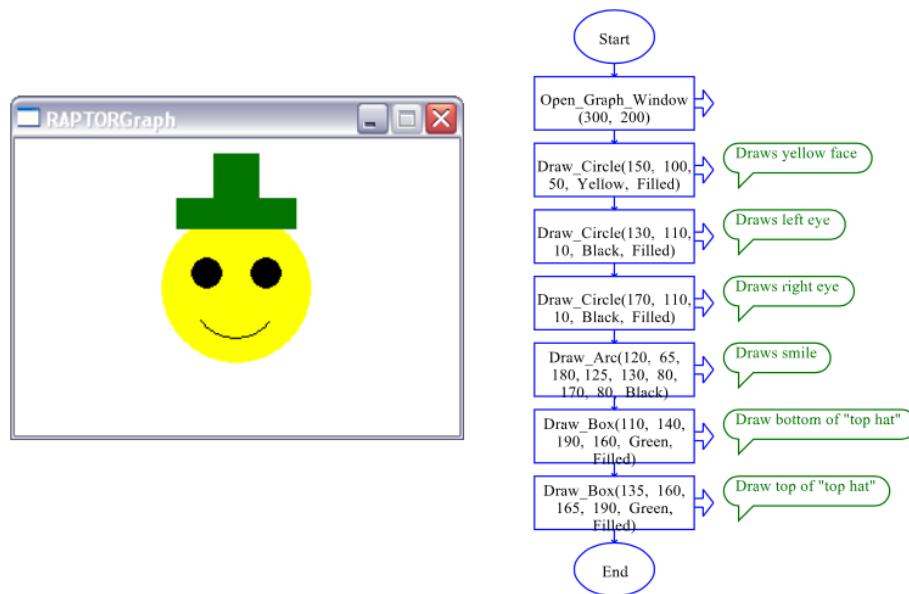 RAPTORGraph
Start
Open_Graph_Window
(300, 200)
Draw_Circle(150, 100,
50, Yellow, Filled)
Draws yellow face
Draw_Circle(130, 110,
10, Black, Filled)
Draws left eye
Draw_Circle(170, 110,
10, Black, Filled)
Draws right eye
Draw_Arc(120, 65,
180, 125, 130, 80,
170, 80, Black)
Draws smile
Draw_Box(110, 140,
190, 160, Green,
Filled)
Draw bottom of "top hat"
Draw_Box(135, 160,
165, 190, Green,
Filled)
Draw top of "top hat"
End